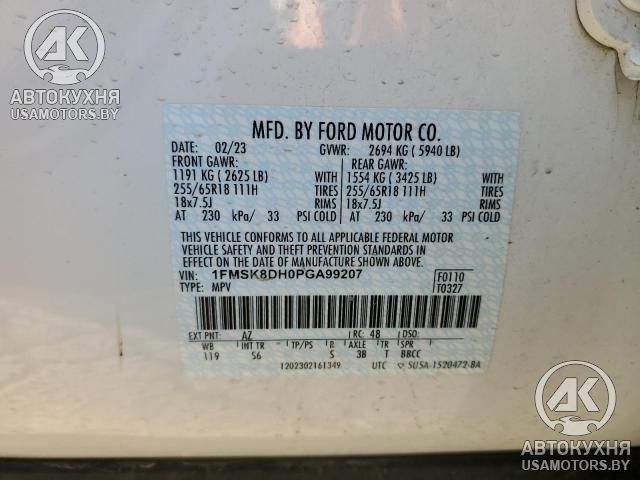 AK
АВТОКУХНЯ
USAMOTORS.BY
MFD. BY FORD MOTOR CO.
DATE: 02/23 GVWR: 2694 KG ( 5940 LB)
FRONT GAWR: REAR GAWR:
1191 KG ( 2625 LB) WITH 1554 KG ( 3425 LB) WITH
255/65R18 111H TIRES 255/65R18 111H TIRES
18x7.5J RIMS 18x7.5J RIMS
AT 230 kPa/ 33 PSI COLD AT 230 kPa/ 33 PSI COLD
THIS VEHICLE CONFORMS TO ALL APPLICABLE FEDERAL MOTOR
VEHICLE SAFETY AND THEFT PREVENTION STANDARDS IN
EFFECT ON THE DATE OF MANUFACTURE SHOWN ABOVE.
VIN: 1FMSK8DH0PGA99207 F0110
TYPE: MPV T0327
EXT PNT: AZ RC: 48 DSO:
WB INT TR TP/PS R AXLE TR SPR
119 S6 S 3B T BBCC
1202302161349 UTC SU5A-1520472-BA
AK
АВТОКУХНЯ
USAMOTORS.BY